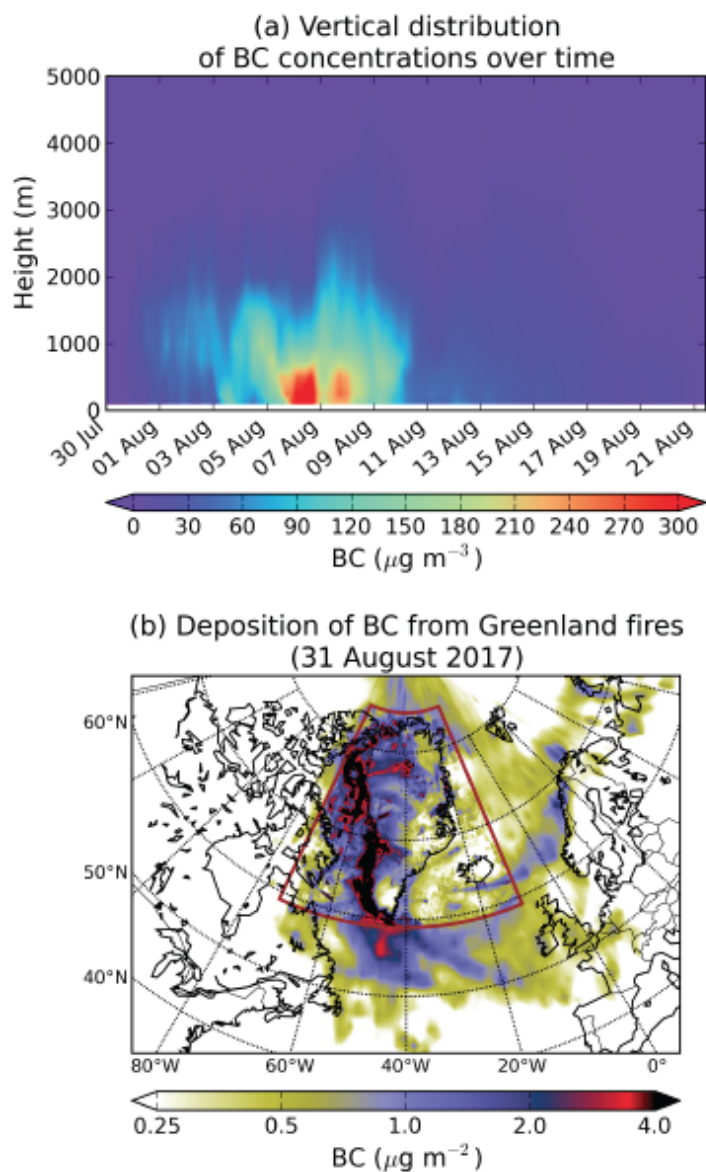 (a) Vertical distribution
of BC concentrations over time
5000
4000
3000
2000
1000
0
Height (m)
30 Jul 01 Aug 03 Aug 05 Aug 07 Aug 09 Aug 11 Aug 13 Aug 15 Aug 17 Aug 19 Aug 21 Aug
0 30 60 90 120 150 180 210 240 270 300
BC (μg m⁻³)
(b) Deposition of BC from Greenland fires
(31 August 2017)
60°N
50°N
40°N
80°W 60°W 40°W 20°W 0°
0.25 0.5 1.0 2.0 4.0
BC (μg m⁻²)